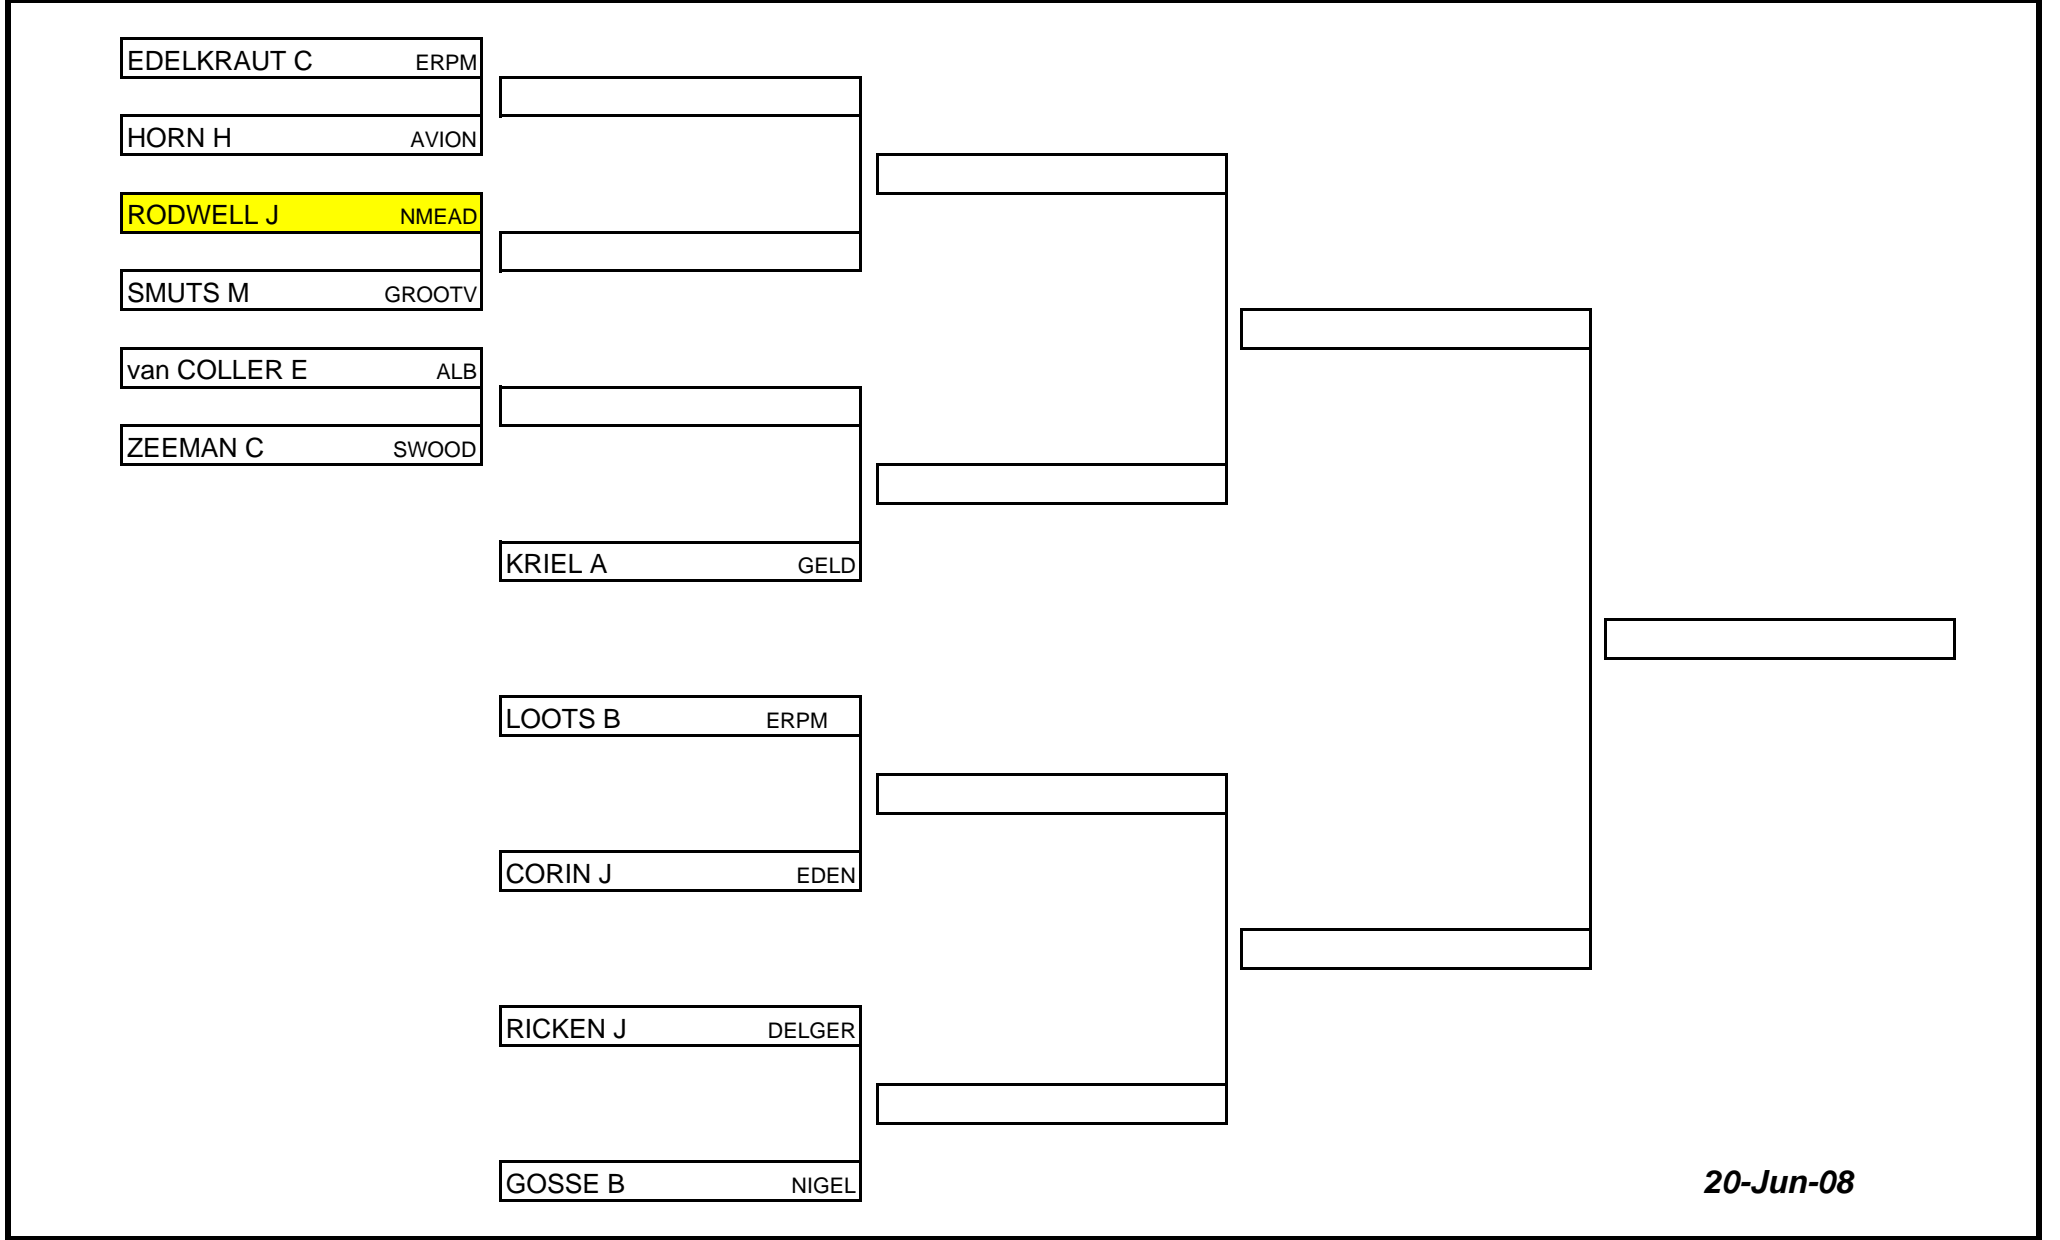 EDELKRAUT C ERPM
HORN H AVION
RODWELL J NMEAD
SMUTS M GROOTV
van COLLER E ALB
ZEEMAN C SWOOD
KRIEL A GELD
LOOTS B ERPM
CORIN J EDEN
RICKEN J DELGER
GOSSE B NIGEL
20-Jun-08